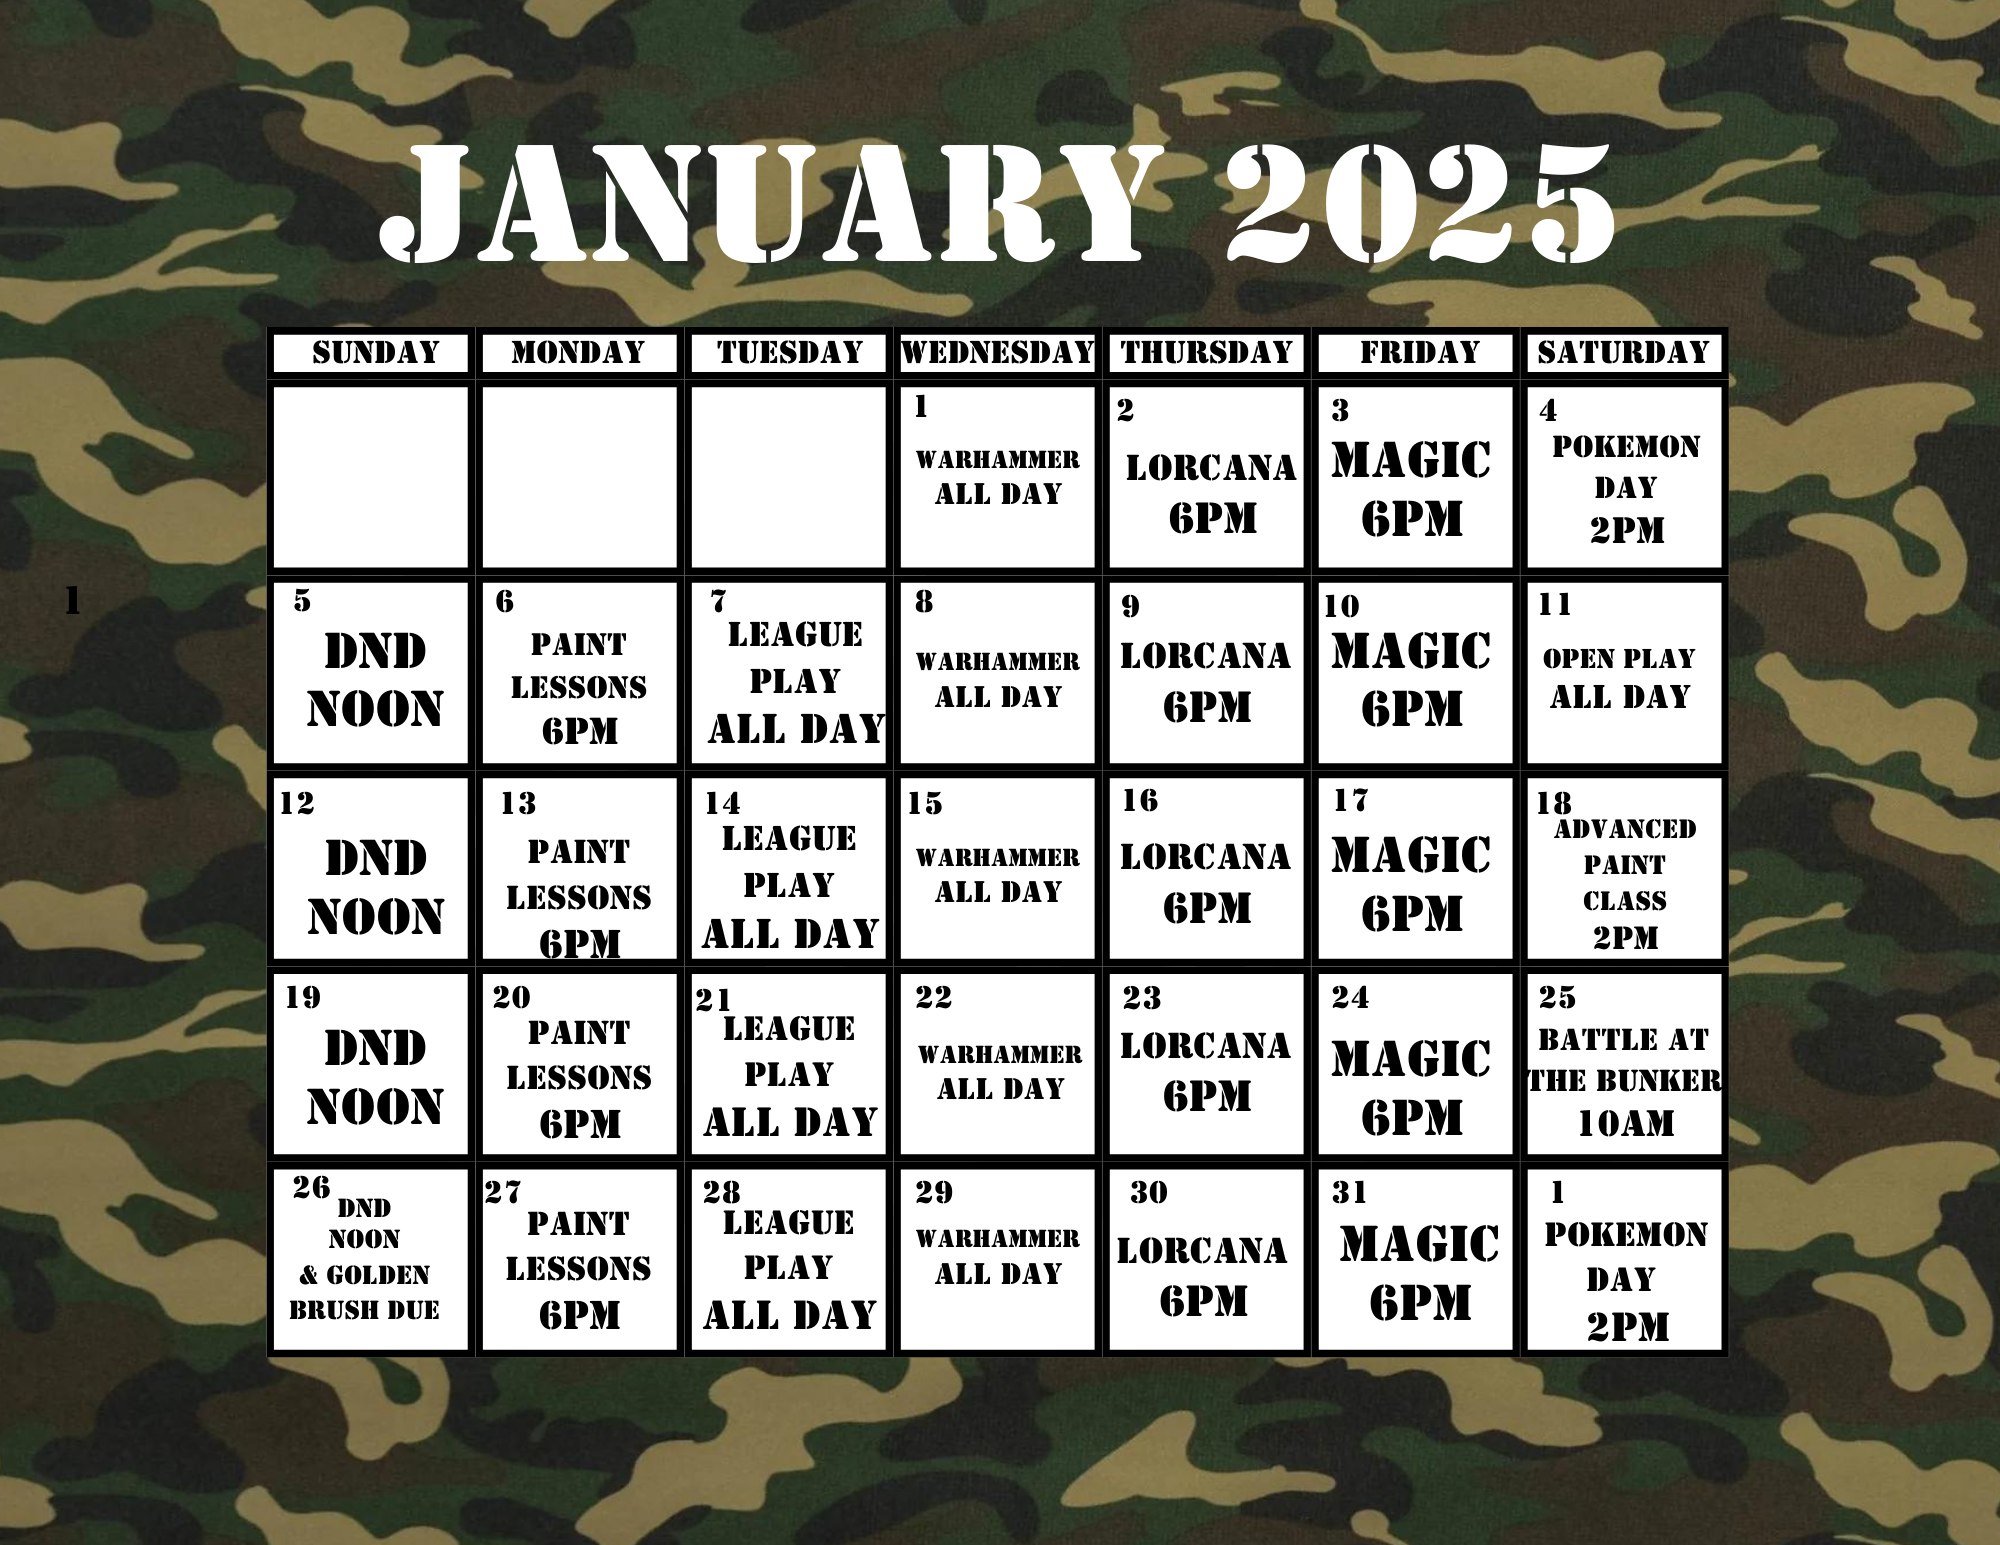 JANUARY 2025
SUNDAY MONDAY TUESDAY WEDNESDAY THURSDAY FRIDAY SATURDAY
1
WARHAMMER
ALL DAY
2
LORCANA
6PM
3
MAGIC
6PM
4
POKEMON
DAY
2PM
1
5
DND
NOON
6
PAINT
LESSONS
6PM
7
LEAGUE
PLAY
ALL DAY
8
WARHAMMER
ALL DAY
9
LORCANA
6PM
10
MAGIC
6PM
11
OPEN PLAY
ALL DAY
12
DND
NOON
13
PAINT
LESSONS
6PM
14
LEAGUE
PLAY
ALL DAY
15
WARHAMMER
ALL DAY
16
LORCANA
6PM
17
MAGIC
6PM
18
ADVANCED
PAINT
CLASS
2PM
19
DND
NOON
20
PAINT
LESSONS
6PM
21
LEAGUE
PLAY
ALL DAY
22
WARHAMMER
ALL DAY
23
LORCANA
6PM
24
MAGIC
6PM
25
BATTLE AT
THE BUNKER
10AM
26
DND
NOON
& GOLDEN
BRUSH DUE
27
PAINT
LESSONS
6PM
28
LEAGUE
PLAY
ALL DAY
29
WARHAMMER
ALL DAY
30
LORCANA
6PM
31
MAGIC
6PM
1
POKEMON
DAY
2PM